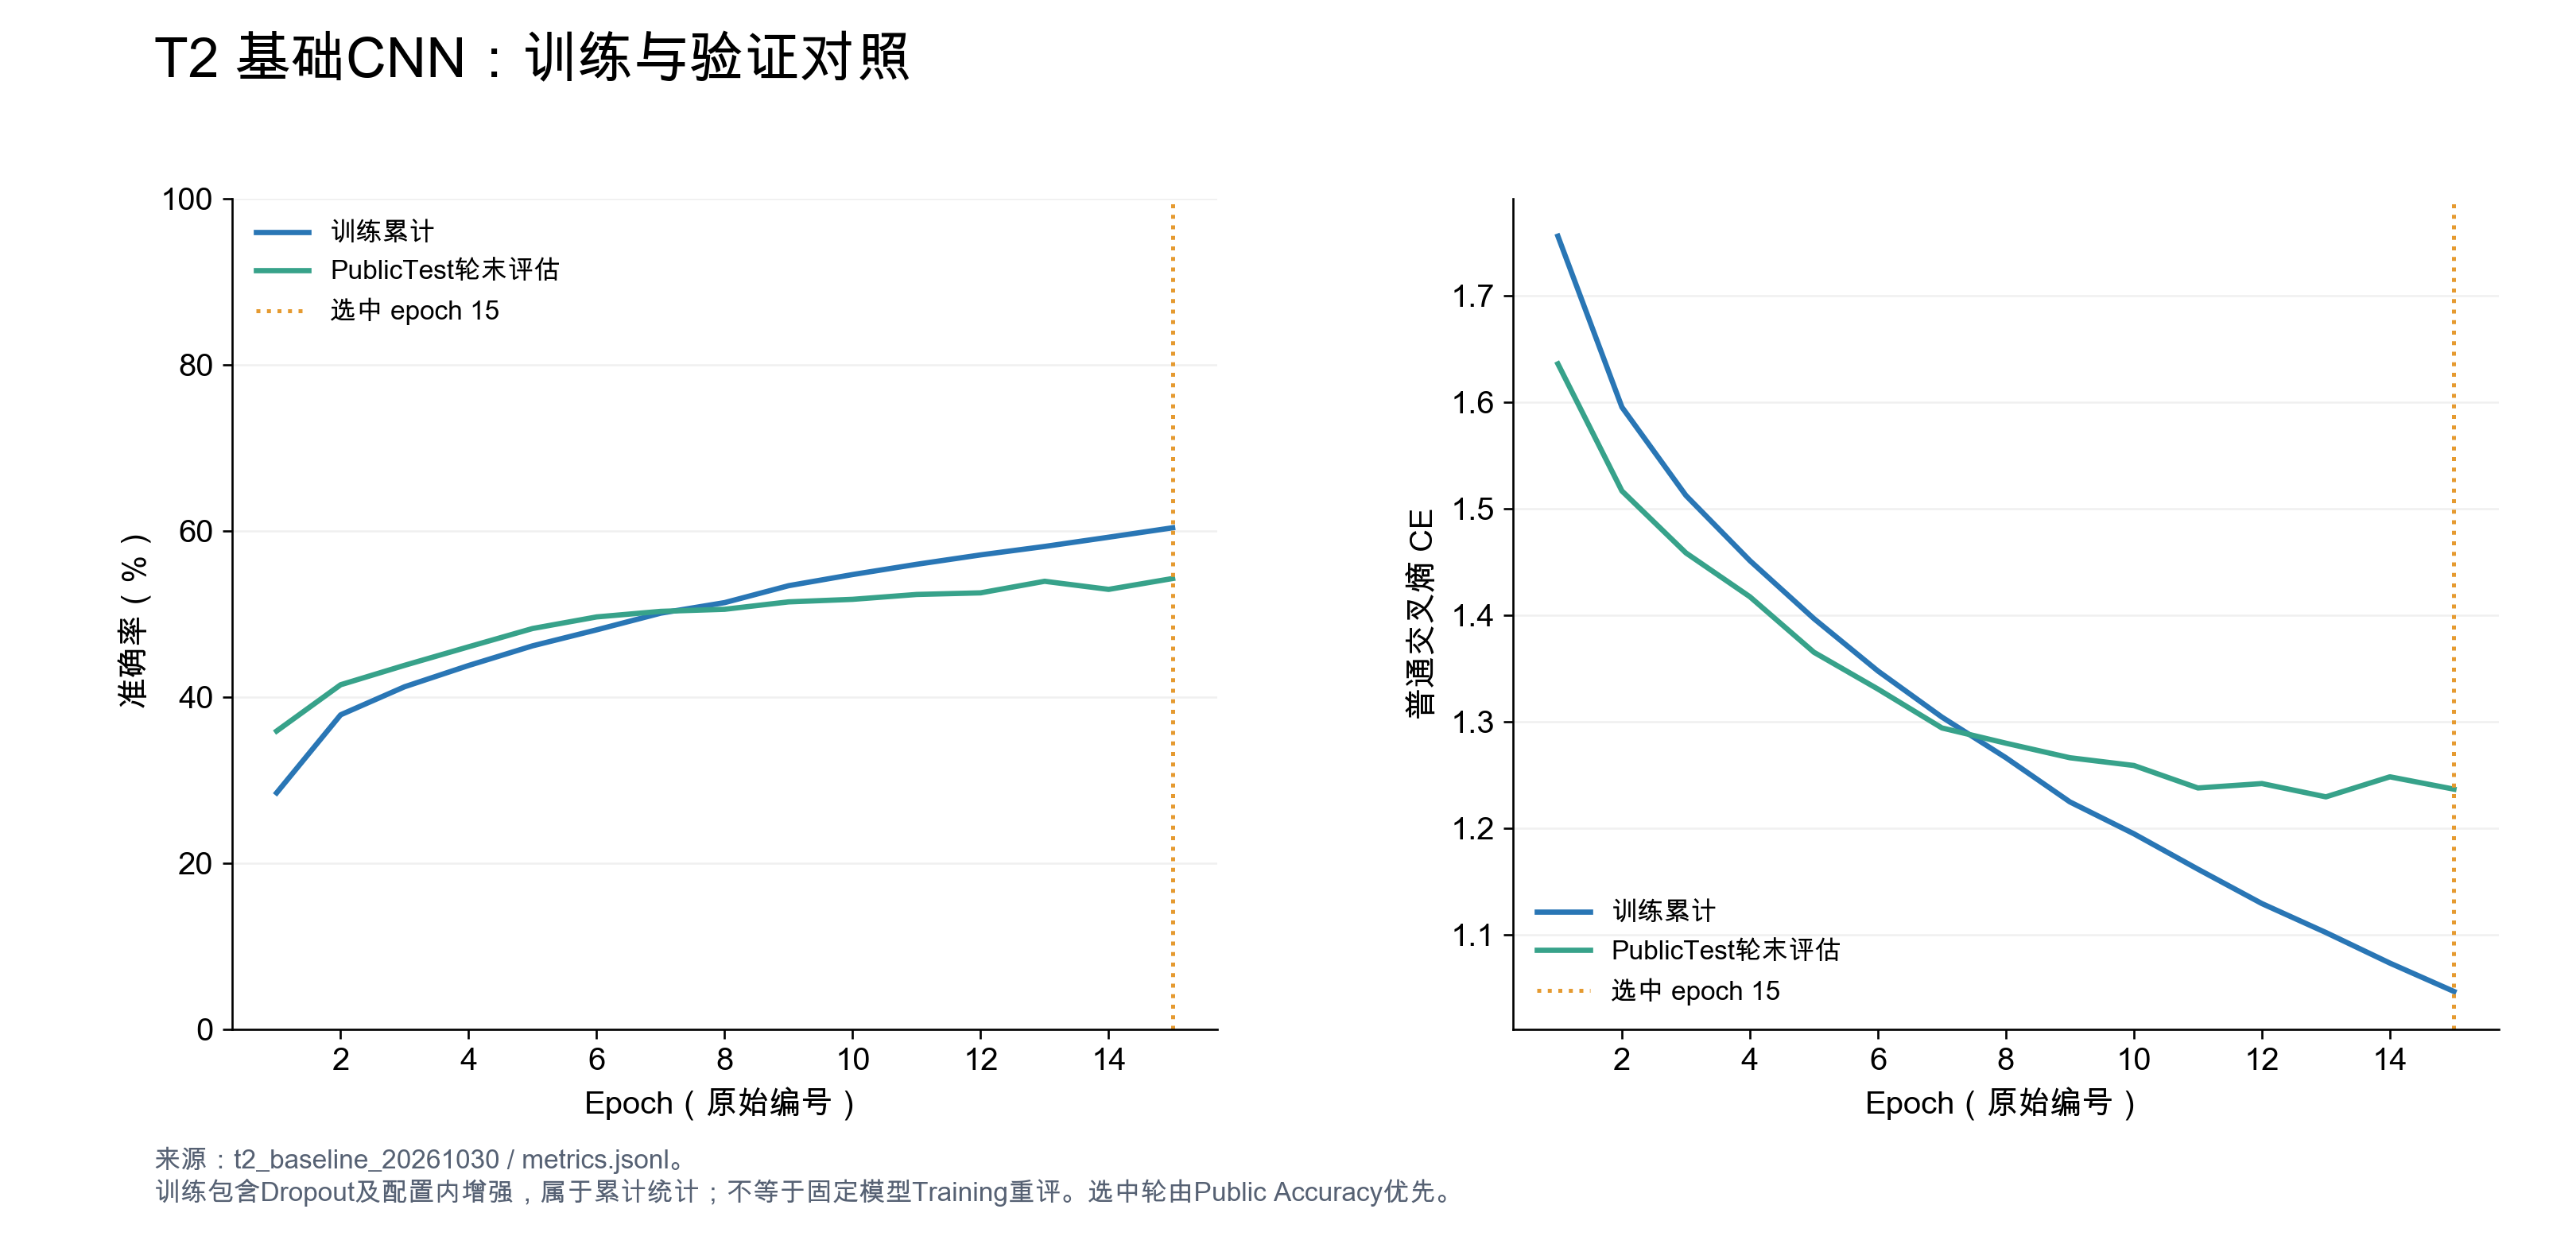 T2 基础CNN：训练与验证对照
100
80
60
40
20
0
准确率（%）
训练累计
PublicTest轮末评估
选中 epoch 15
2 4 6 8 10 12 14
Epoch（原始编号）
1.7
1.6
1.5
1.4
1.3
1.2
1.1
普通交叉熵 CE
训练累计
PublicTest轮末评估
选中 epoch 15
2 4 6 8 10 12 14
Epoch（原始编号）
来源：t2_baseline_20261030 / metrics.jsonl。
训练包含Dropout及配置内增强，属于累计统计；不等于固定模型Training重评。选中轮由Public Accuracy优先。